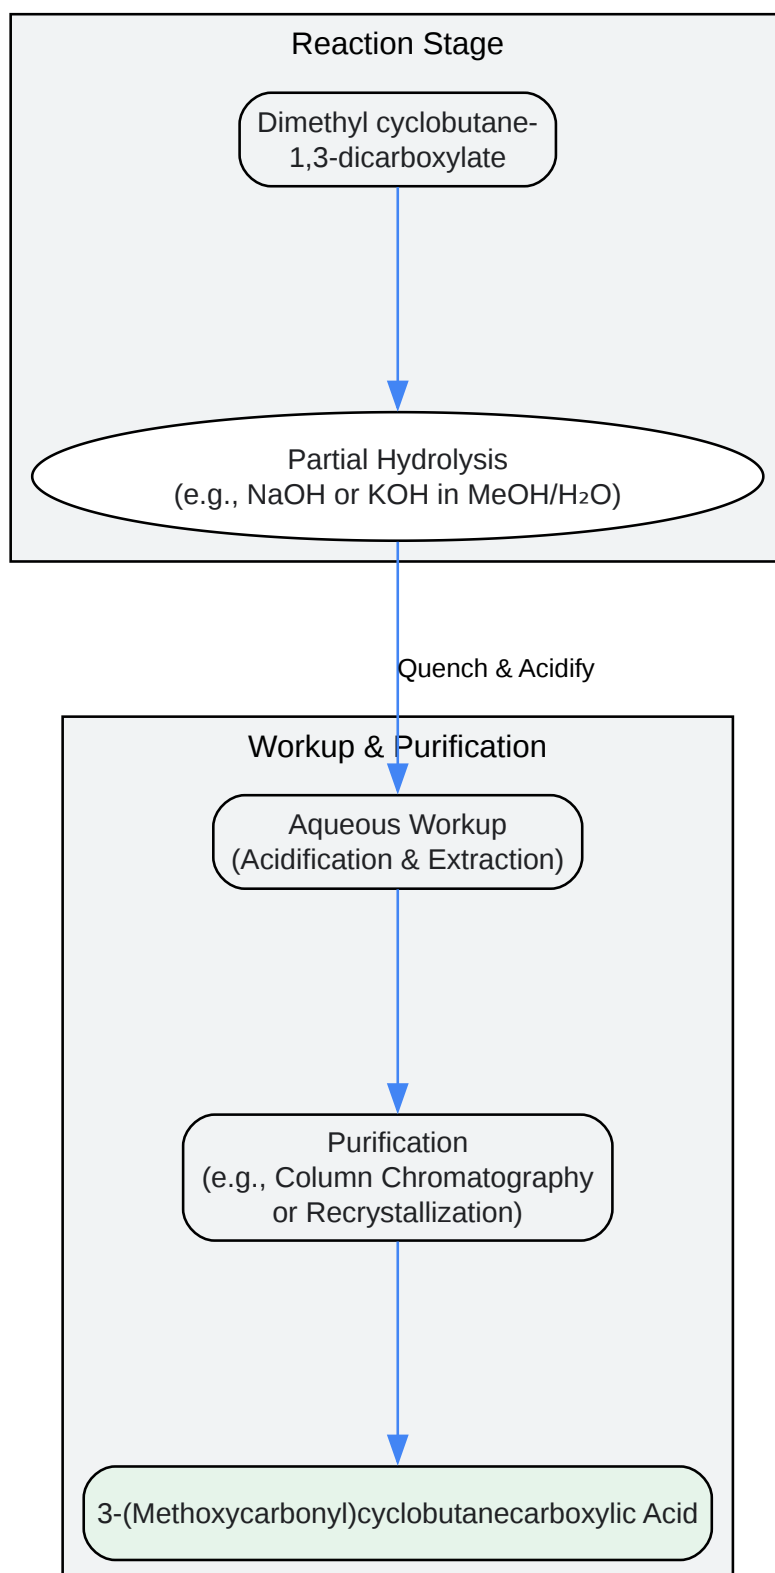 Reaction Stage
Dimethyl cyclobutane-
1,3-dicarboxylate
Partial Hydrolysis
(e.g., NaOH or KOH in MeOH/H₂O)
Quench & Acidify
Workup & Purification
Aqueous Workup
(Acidification & Extraction)
Purification
(e.g., Column Chromatography
or Recrystallization)
3-(Methoxycarbonyl)cyclobutanecarboxylic Acid